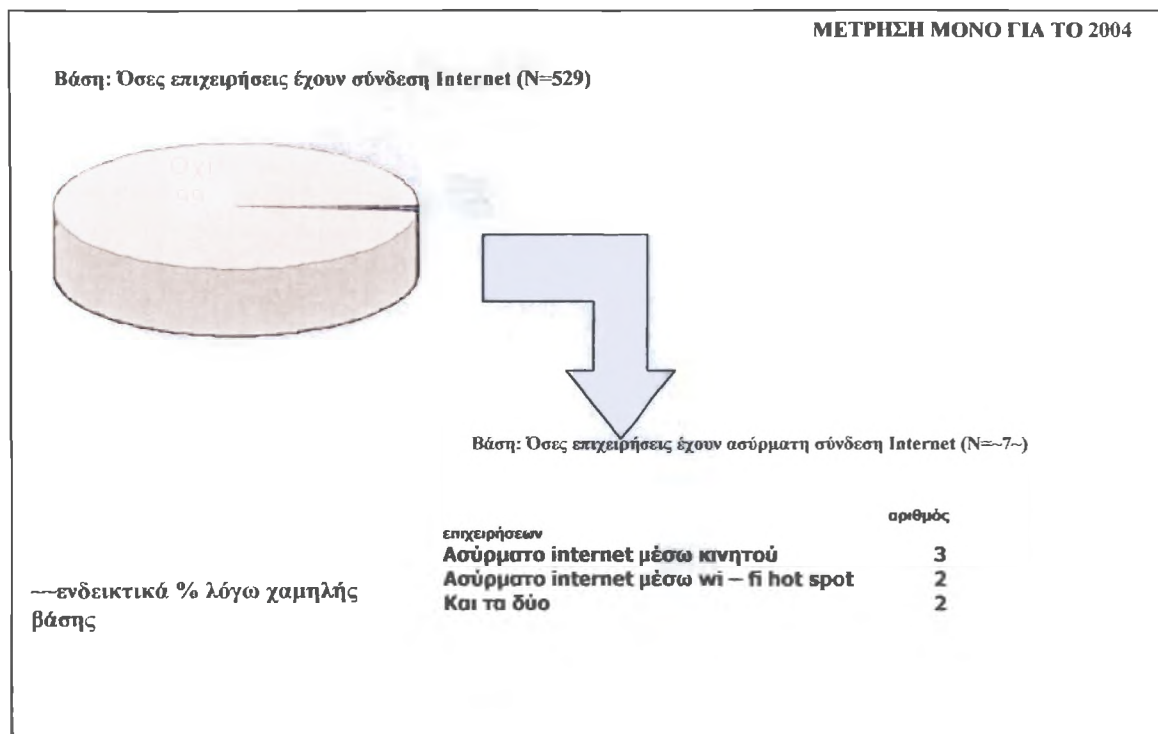 ΜΕΤΡΗΣΗ ΜΟΝΟ ΓΙΑ ΤΟ 2004
Βάση: Όσες επιχειρήσεις έχουν σύνδεση Internet (N=529)
Όχι
99
Βάση: Όσες επιχειρήσεις έχουν ασύρματη σύνδεση Internet (N=~7~)
αριθμός
επιχειρήσεων
Ασύρματο internet μέσω κινητού 3
Ασύρματο internet μέσω wi – fi hot spot 2
Και τα δύο 2
~~ενδεικτικά % λόγω χαμηλής
βάσης